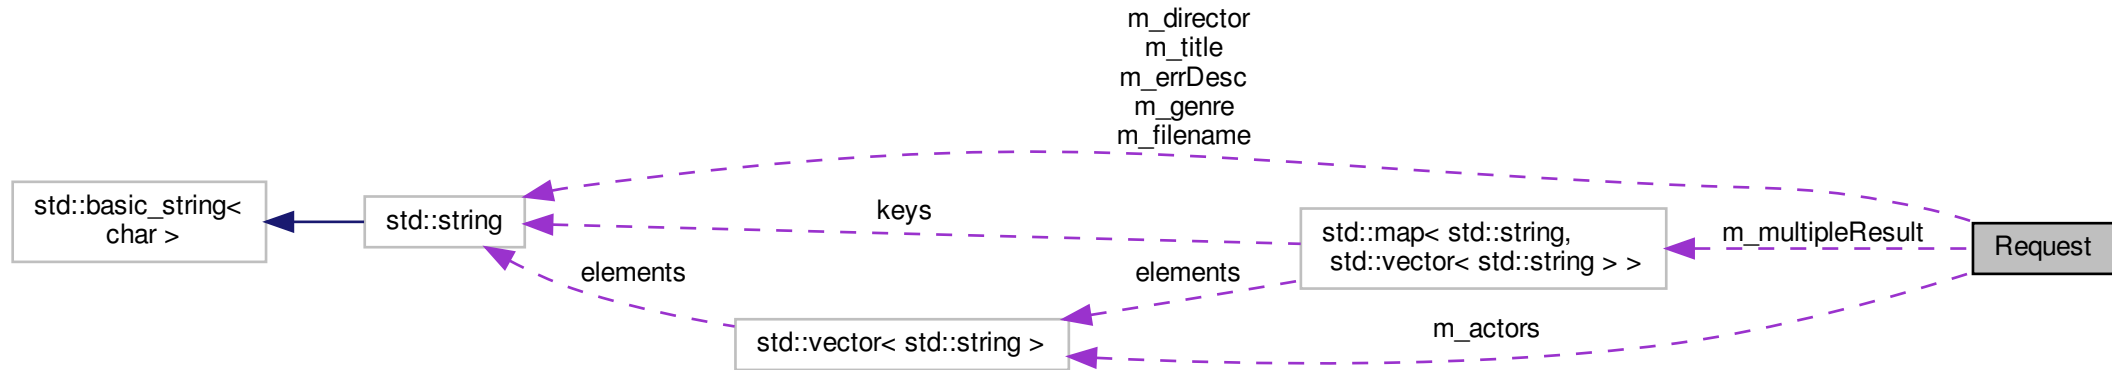 m_director
m_title
m_errDesc
m_genre
m_filename
std::basic_string<
char >
std::string
keys
std::map< std::string,
std::vector< std::string > >
m_multipleResult
Request
elements
elements
std::vector< std::string >
m_actors